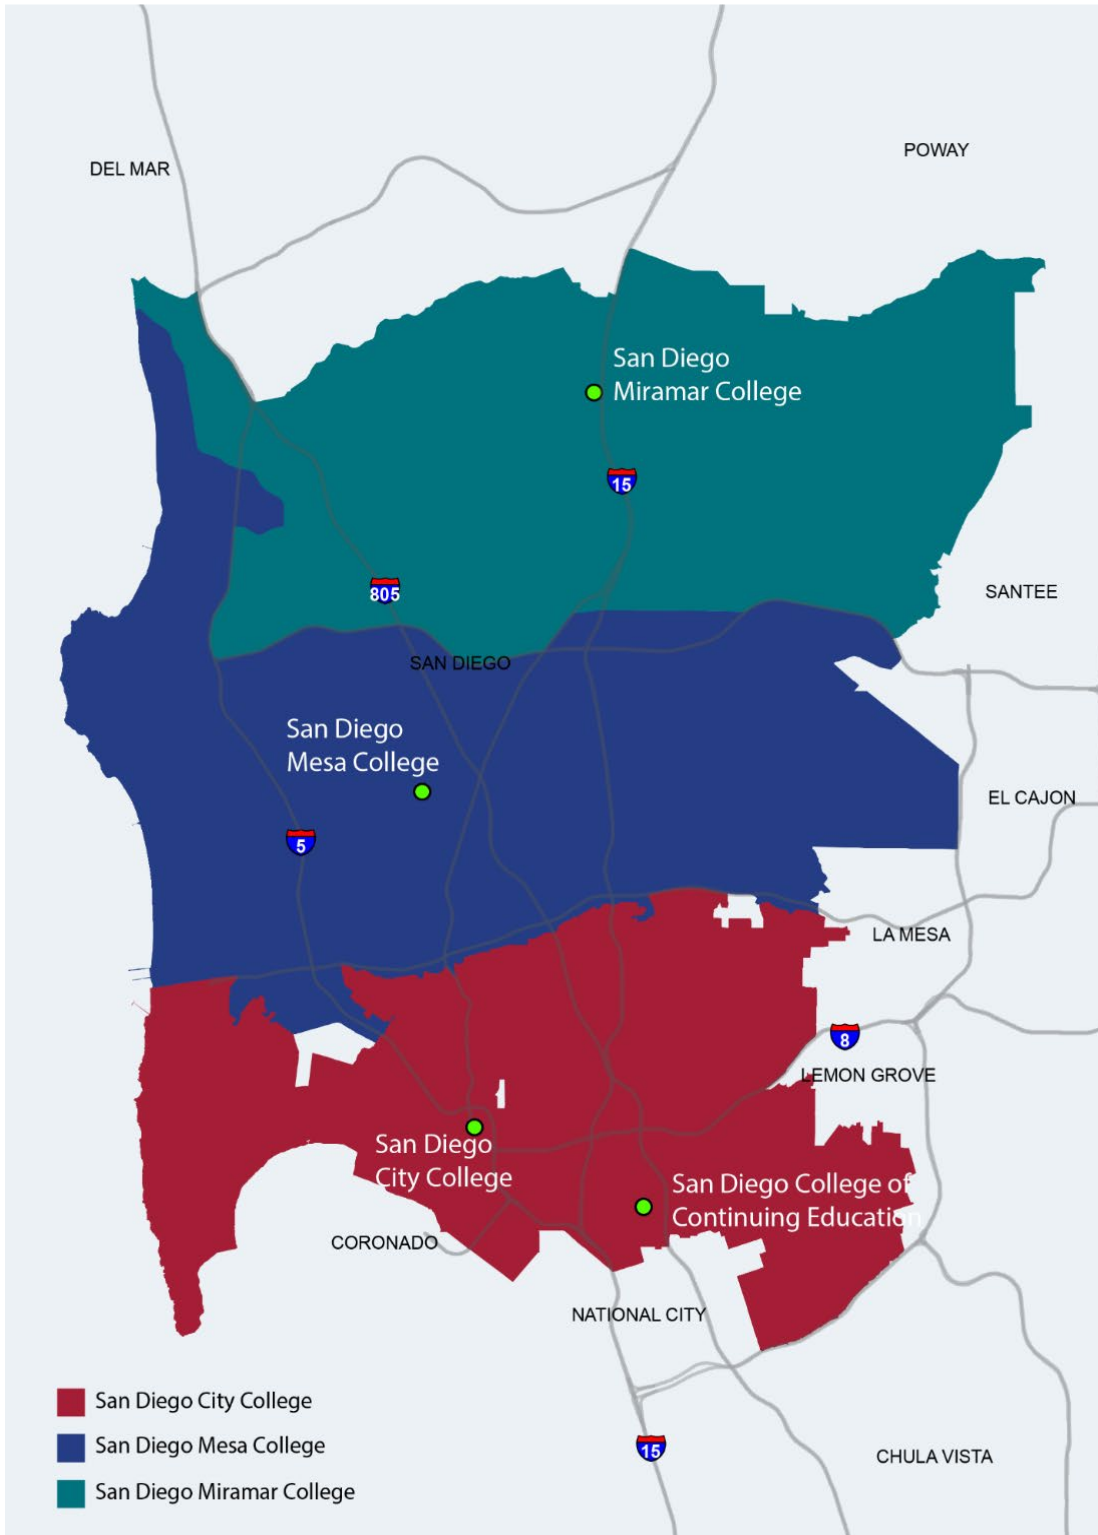 DEL MAR
POWAY
San Diego
Miramar College
15
805
SANTEE
SAN DIEGO
San Diego
Mesa College
EL CAJON
5
LA MESA
8
LEMON GROVE
San Diego
City College
San Diego College of
Continuing Education
CORONADO
NATIONAL CITY
San Diego City College
San Diego Mesa College
15
CHULA VISTA
San Diego Miramar College